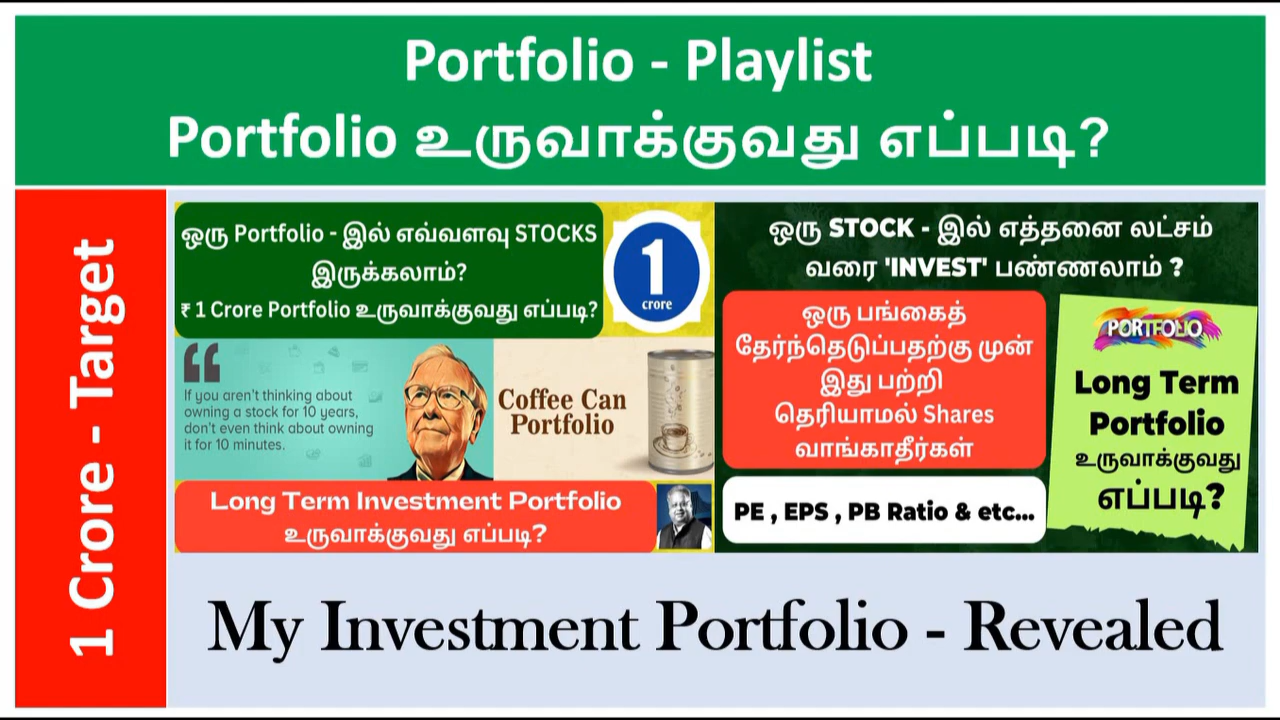 Portfolio - Playlist
Portfolio உருவாக்குவது எப்படி?
1 Crore - Target
ஒரு Portfolio - இல் எவ்வளவு STOCKS
இருக்கலாம்?
₹ 1 Crore Portfolio உருவாக்குவது எப்படி?
1
crore
If you aren't thinking about
owning a stock for 10 years,
don't even think about owning
it for 10 minutes.
Coffee Can
Portfolio
Long Term Investment Portfolio
உருவாக்குவது எப்படி?
ஒரு STOCK - இல் எத்தனை லட்சம்
வரை 'INVEST' பண்ணலாம் ?
ஒரு பங்கைத்
தேர்ந்தெடுப்பதற்கு முன்
இது பற்றி
தெரியாமல் Shares
வாங்காதீர்கள்
PE , EPS , PB Ratio & etc...
PORTFOLIO
Long Term
Portfolio
உருவாக்குவது
எப்படி?
My Investment Portfolio - Revealed